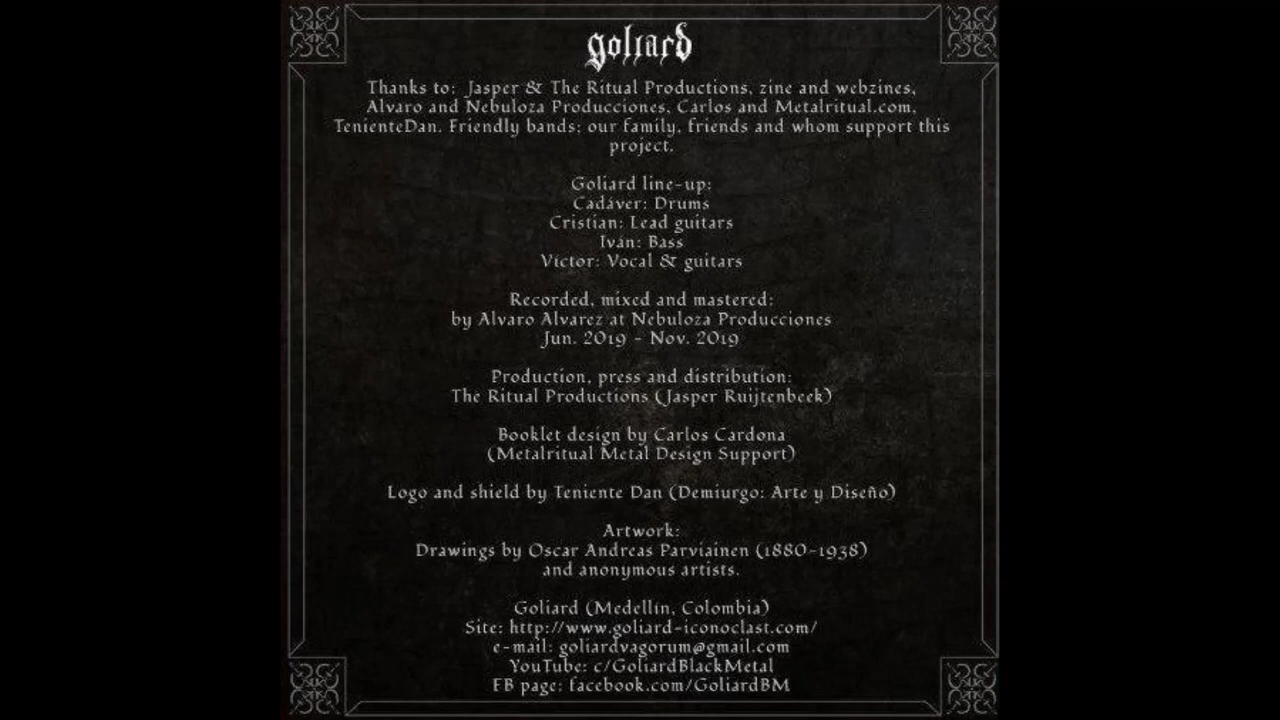 goliard
Thanks to: Jasper & The Ritual Productions, zine and webzines,
Alvaro and Nebuloza Producciones, Carlos and Metalritual.com,
TenienteDan. Friendly bands; our family, friends and whom support this
project.
Goliard line-up:
Cadáver: Drums
Cristian: Lead guitars
Iván: Bass
Víctor: Vocal & guitars
Recorded, mixed and mastered:
by Alvaro Alvarez at Nebuloza Producciones
Jun. 2019 - Nov. 2019
Production, press and distribution:
The Ritual Productions (Jasper Ruijtenbeek)
Booklet design by Carlos Cardona
(Metalritual Metal Design Support)
Logo and shield by Teniente Dan (Demiurgo: Arte y Diseño)
Artwork:
Drawings by Oscar Andreas Parviainen (1880-1938)
and anonymous artists.
Goliard (Medellín, Colombia)
Site: http://www.goliard-iconoclast.com/
e-mail: goliardvagorum@gmail.com
YouTube: c/GoliardBlackMetal
FB page: facebook.com/GoliardBM